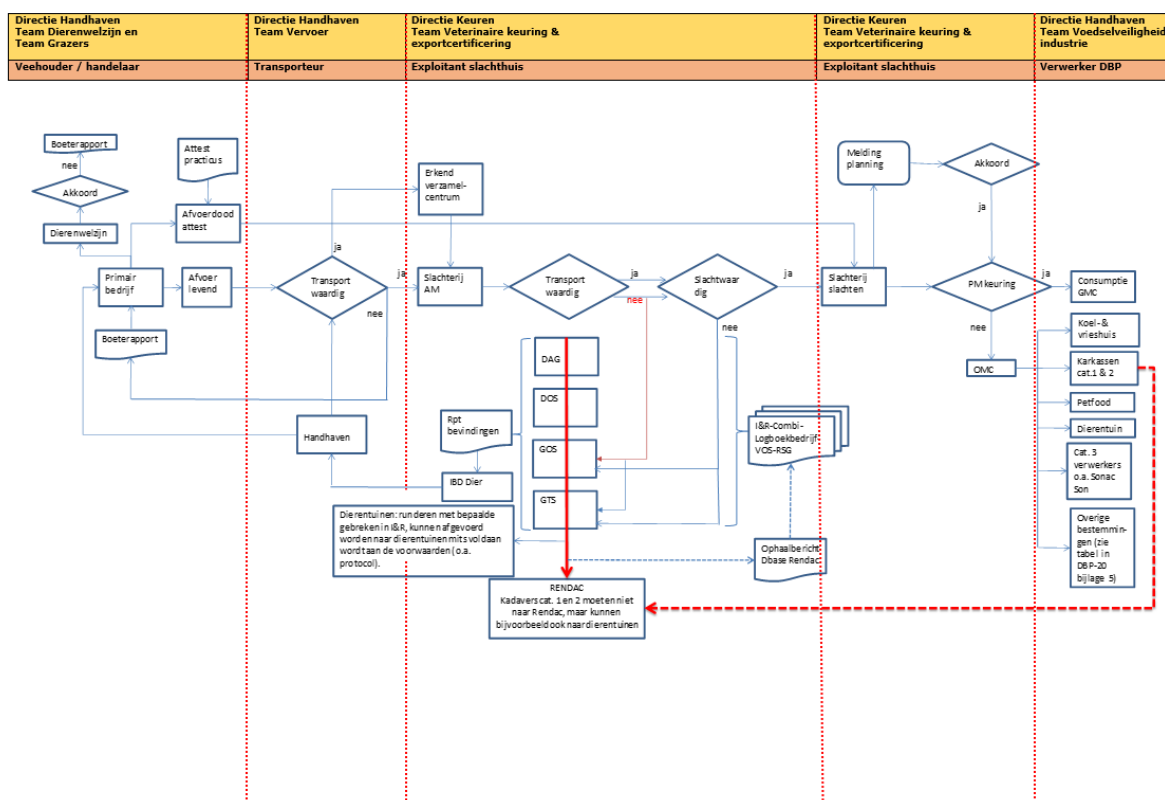 Directie Handhaven
Team Dierenwelzijn en
Team Grazers
Directie Handhaven
Team Vervoer
Directie Keuren
Team Veterinaire keuring &
exportcertificering
Directie Keuren
Team Veterinaire keuring &
exportcertificering
Directie Handhaven
Team Voedselveiligheid
industrie
Veehouder / handelaar
Transporteur
Exploitant slachthuis
Exploitant slachthuis
Verwerker DBP
Boeterapport
nee
Akkoord
Dierenwelzijn
Attest
practicus
Afvoerdood
attest
Primair
bedrijf
Afvoer
levend
Boeterapport
Transport
waardig
ja
ja
nee
Handhaven
Erkend
verzamel-
centrum
Slachterij
AM
Transport
waardig
ja
nee
Slachtwaar
dig
ja
nee
DAG
DOS
GOS
GTS
Rpt
bevindingen
IBD Dier
I&R-Combi-
Logboekbedrijf
VOS-RSG
Dierentuinen: runderen met bepaalde
gebreken in I&R, kunnen afgevoerd
worden naar dierentuinen mits voldaan
wordt aan de voorwaarden ( o.a.
protocol).
Ophaalbericht
Dbase Rendac
RENDAC
Kadavers cat. 1 en 2 moeten niet
naar Rendac, maar kunnen
bijvoorbeeld ook naar dierentuinen
Melding
planning
Akkoord
ja
Slachterij
slachten
PM keuring
ja
nee
OMC
Consumptie
GMC
Koel- &
vrieshuis
Karkassen
cat.1 & 2
Petfood
Dierentuin
Cat. 3
verwerkers
o.a. Sonac
Son
Overige
bestemmin-
gen (zie
tabel in
DBP-20
bijlage 5)